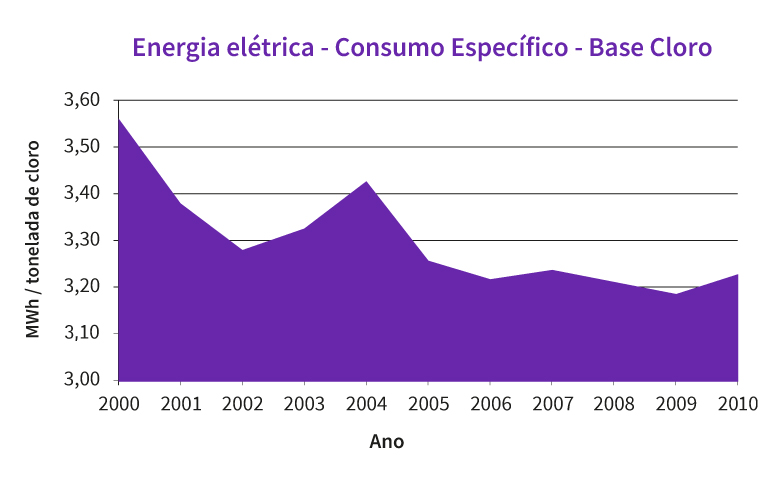 Energia elétrica - Consumo Específico - Base Cloro
MWh / tonelada de cloro
3,60
3,50
3,40
3,30
3,20
3,10
3,00
2000 2001 2002 2003 2004 2005 2006 2007 2008 2009 2010
Ano